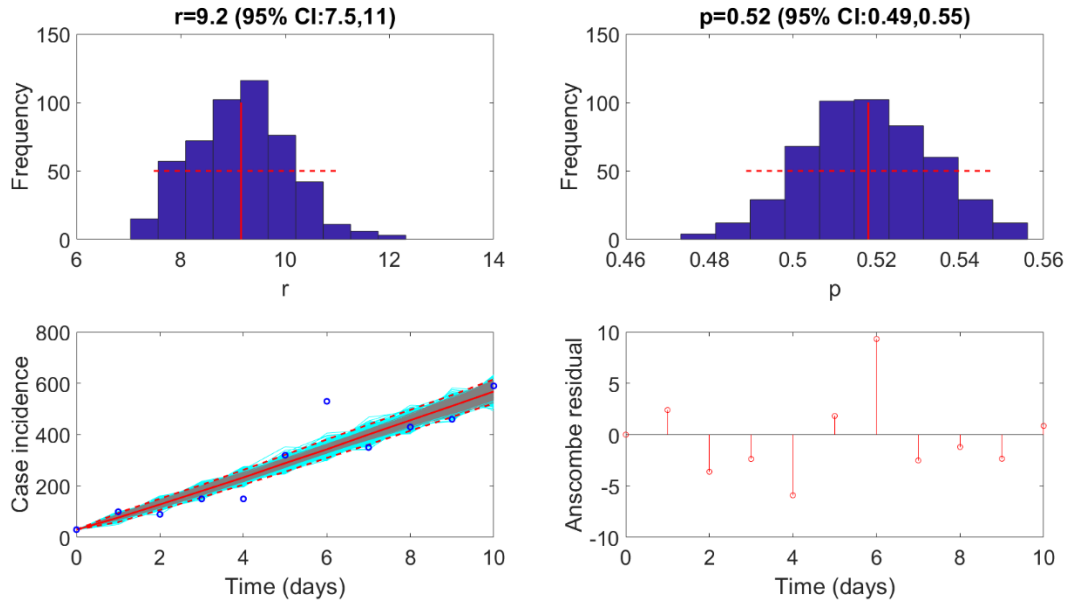 r=9.2 (95% CI:7.5,11)
150
100
50
0
Frequency
6 8 10 12 14
r
p=0.52 (95% CI:0.49,0.55)
150
100
50
0
Frequency
0.46 0.48 0.5 0.52 0.54 0.56
p
800
600
400
200
0
Case incidence
0 2 4 6 8 10
Time (days)
10
5
0
-5
-10
Anscombe residual
0 2 4 6 8 10
Time (days)